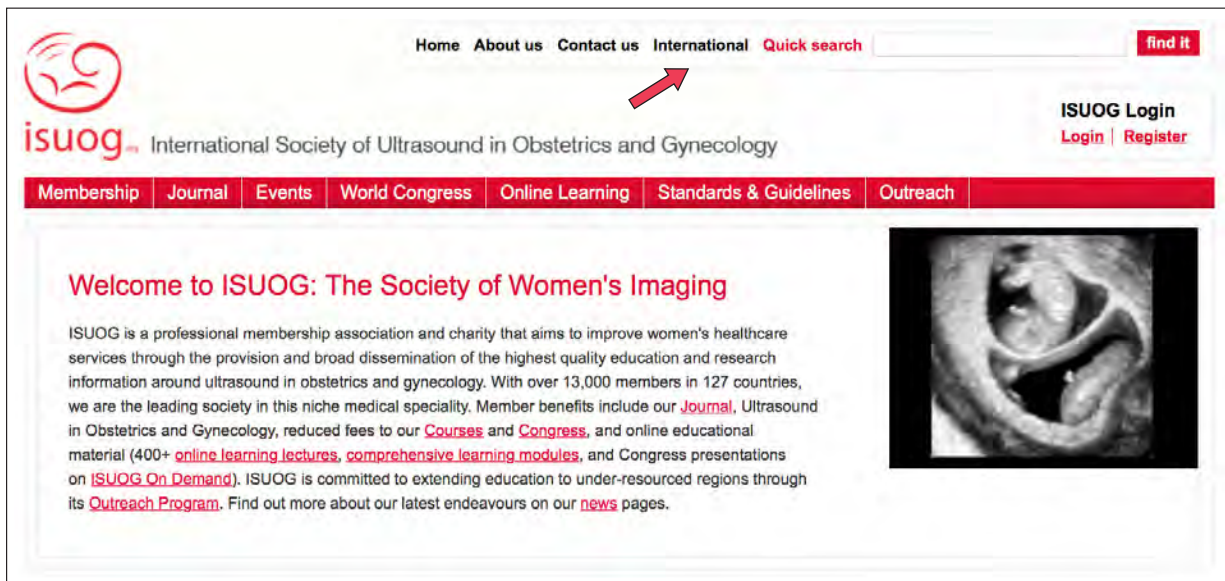 Home About us Contact us International Quick search find it
ISUOG Login
Login | Register
isuog International Society of Ultrasound in Obstetrics and Gynecology
Membership Journal Events World Congress Online Learning Standards & Guidelines Outreach
Welcome to ISUOG: The Society of Women's Imaging
ISUOG is a professional membership association and charity that aims to improve women's healthcare
services through the provision and broad dissemination of the highest quality education and research
information around ultrasound in obstetrics and gynecology. With over 13,000 members in 127 countries,
we are the leading society in this niche medical speciality. Member benefits include our Journal, Ultrasound
in Obstetrics and Gynecology, reduced fees to our Courses and Congress, and online educational
material (400+ online learning lectures, comprehensive learning modules, and Congress presentations
on ISUOG On Demand). ISUOG is committed to extending education to under-resourced regions through
its Outreach Program. Find out more about our latest endeavours on our news pages.